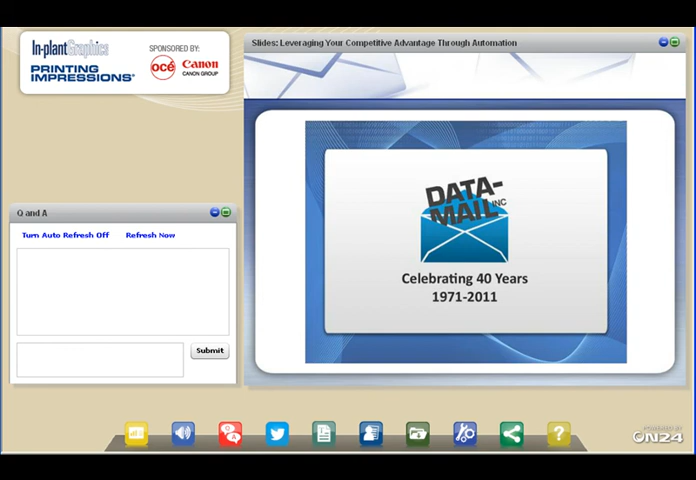 In-plantGraphics
PRINTING
IMPRESSIONS®
SPONSORED BY:
océ
Canon
CANON GROUP
Slides: Leveraging Your Competitive Advantage Through Automation
DATA-
MAIL INC
Celebrating 40 Years
1971-2011
Q and A
Turn Auto Refresh Off
Refresh Now
Submit
Q
A
?
POWERED BY
ON24